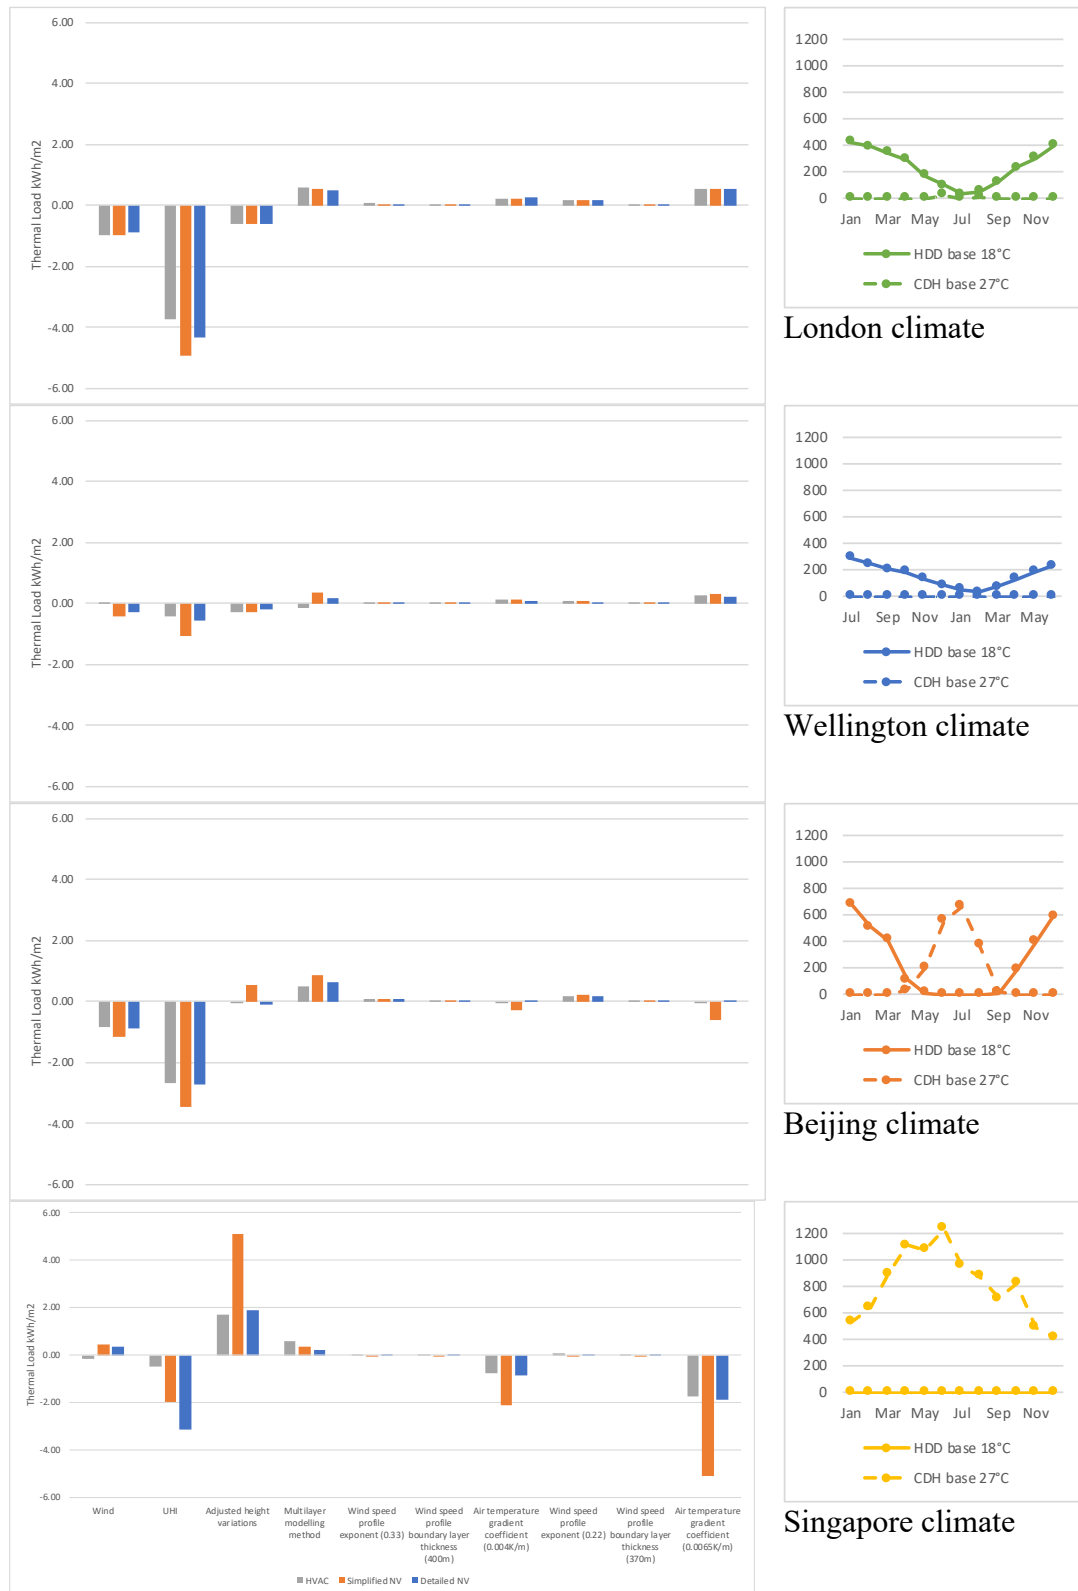 6.00
4.00
2.00
0.00
-2.00
-4.00
-6.00
Thermal Load kWh/m2
1200
1000
800
600
400
200
0
Jan Mar May Jul Sep Nov
HDD base 18°C
CDH base 27°C
London climate
6.00
4.00
2.00
0.00
-2.00
-4.00
-6.00
Thermal Load kWh/m2
1200
1000
800
600
400
200
0
Jul Sep Nov Jan Mar May
HDD base 18°C
CDH base 27°C
Wellington climate
6.00
4.00
2.00
0.00
-2.00
-4.00
-6.00
Thermal Load kWh/m2
1200
1000
800
600
400
200
0
Jan Mar May Jul Sep Nov
HDD base 18°C
CDH base 27°C
Beijing climate
6.00
4.00
2.00
0.00
-2.00
-4.00
-6.00
Thermal Load kWh/m2
Wind
UHI
Adjusted height
variations
Multilayer
modelling
method
Wind speed
profile
exponent (0.33)
Wind speed
profile
boundary layer
thickness
(400m)
Air temperature
gradient
coefficient
(0.004K/m)
Wind speed
profile
exponent (0.22)
Wind speed
profile
boundary layer
thickness
(370m)
Air temperature
gradient
coefficient
(0.0065K/m)
HVAC Simplified NV Detailed NV
1200
1000
800
600
400
200
0
Jan Mar May Jul Sep Nov
HDD base 18°C
CDH base 27°C
Singapore climate